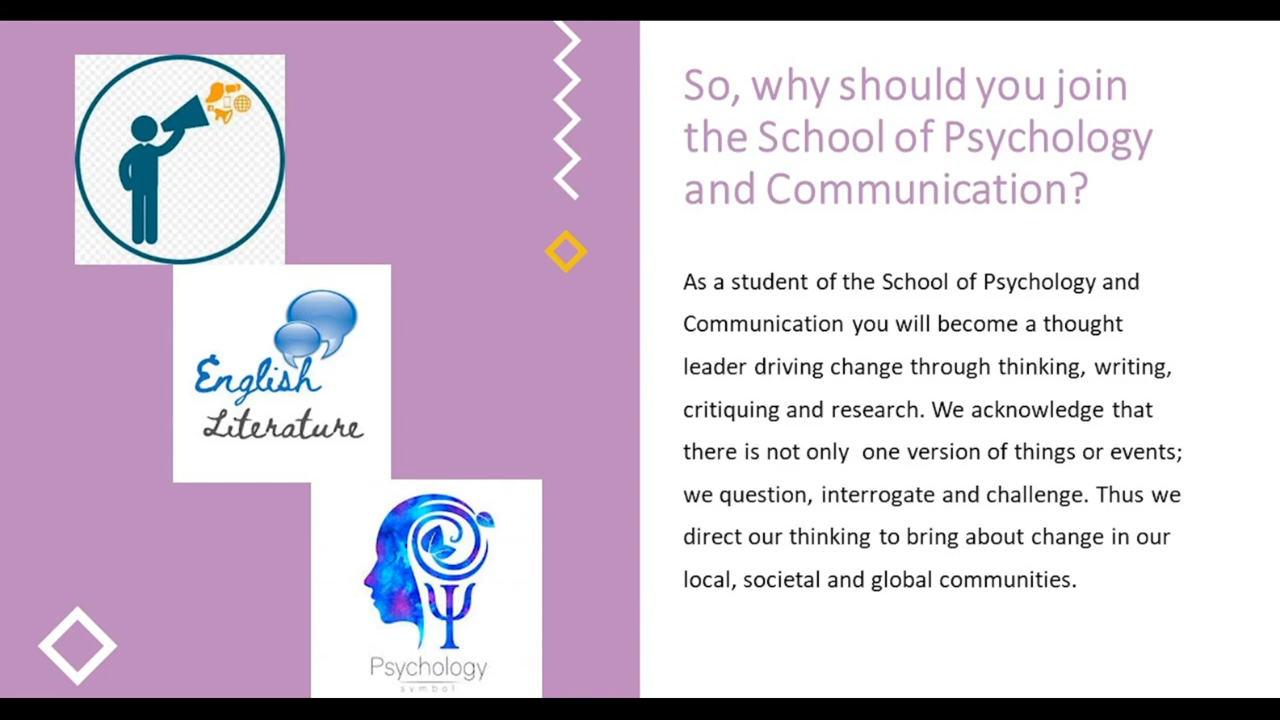 So, why should you join
the School of Psychology
and Communication?
As a student of the School of Psychology and
Communication you will become a thought
leader driving change through thinking, writing,
critiquing and research. We acknowledge that
there is not only  one version of things or events;
we question, interrogate and challenge. Thus we
direct our thinking to bring about change in our
local, societal and global communities.
English
Literature
Psychology
symbol